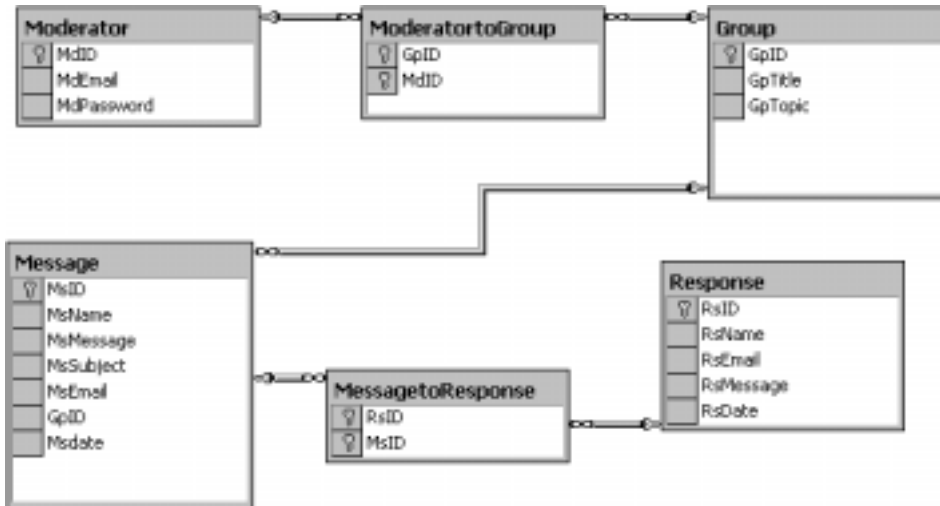 Moderator
MdID
MdEmail
MdPassword
ModeratortoGroup
GpID
MdID
Group
GpID
GpTitle
GpTopic
Message
MsID
MsName
MsMessage
MsSubject
MsEmail
GpID
Msdate
MessagetoResponse
RsID
MsID
Response
RsID
RsName
RsEmail
RsMessage
RsDate